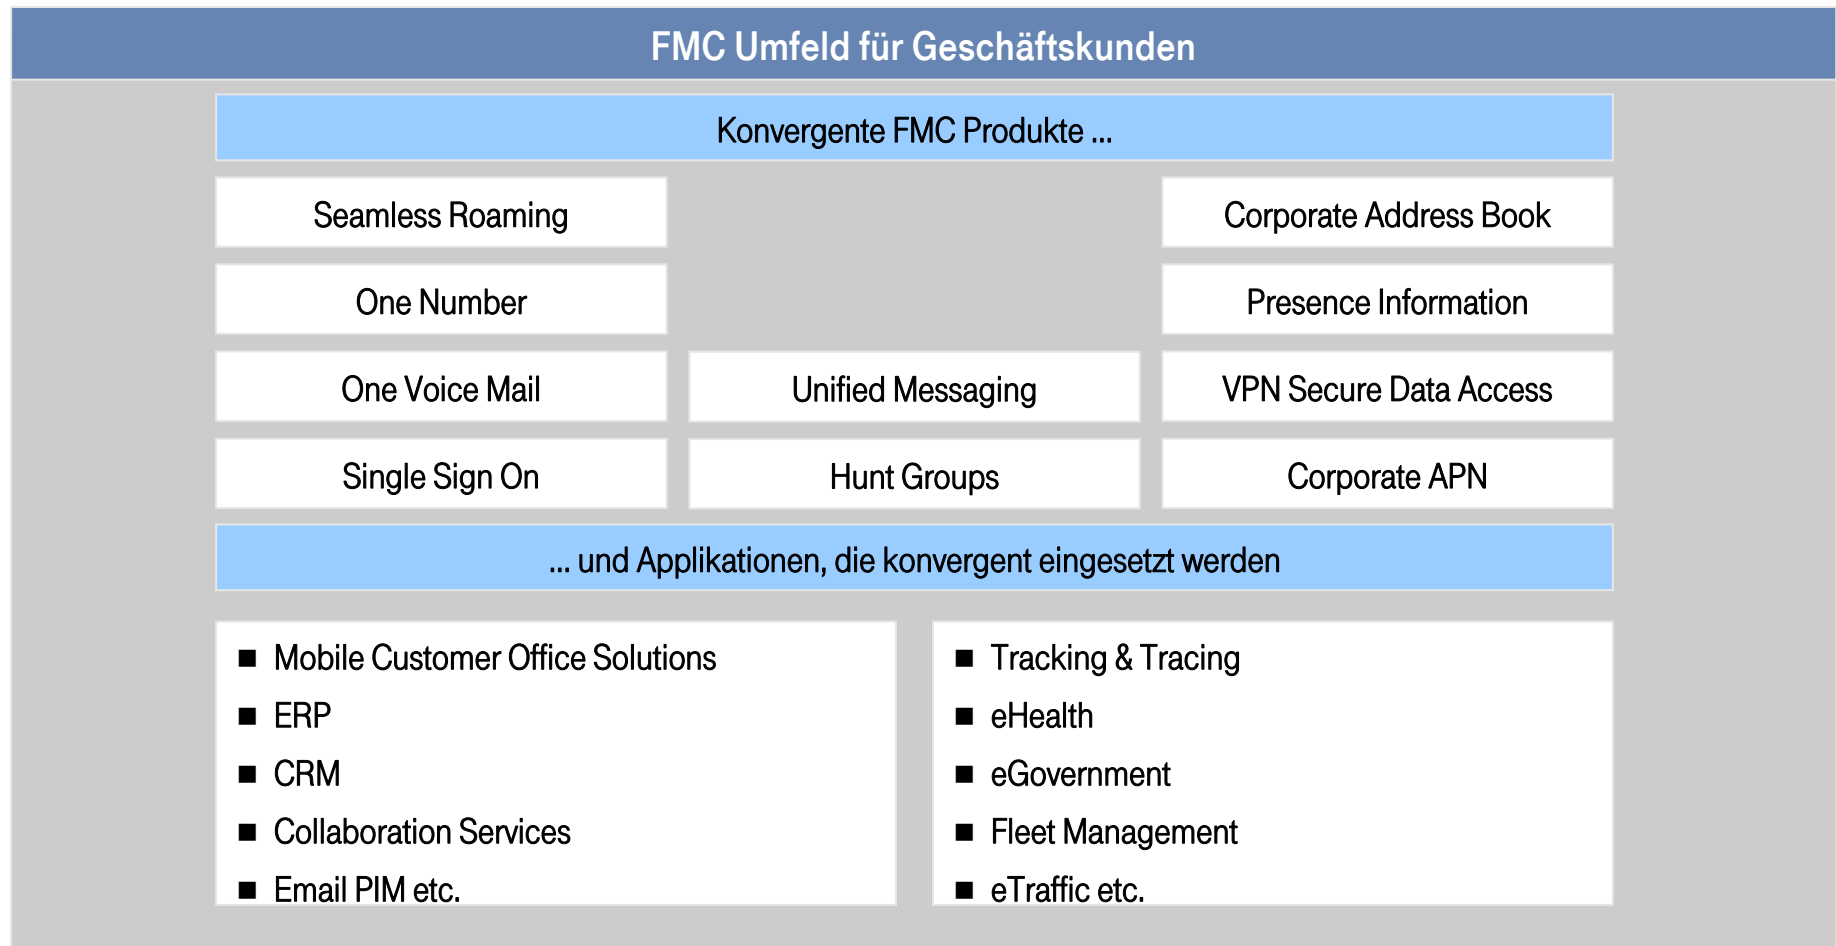 FMC Umfeld für Geschäftskunden
Konvergente FMC Produkte ...
Seamless Roaming
Corporate Address Book
One Number
Presence Information
One Voice Mail
Unified Messaging
VPN Secure Data Access
Single Sign On
Hunt Groups
Corporate APN
... und Applikationen, die konvergent eingesetzt werden
■ Mobile Customer Office Solutions
■ ERP
■ CRM
■ Collaboration Services
■ Email PIM etc.
■ Tracking & Tracing
■ eHealth
■ eGovernment
■ Fleet Management
■ eTraffic etc.